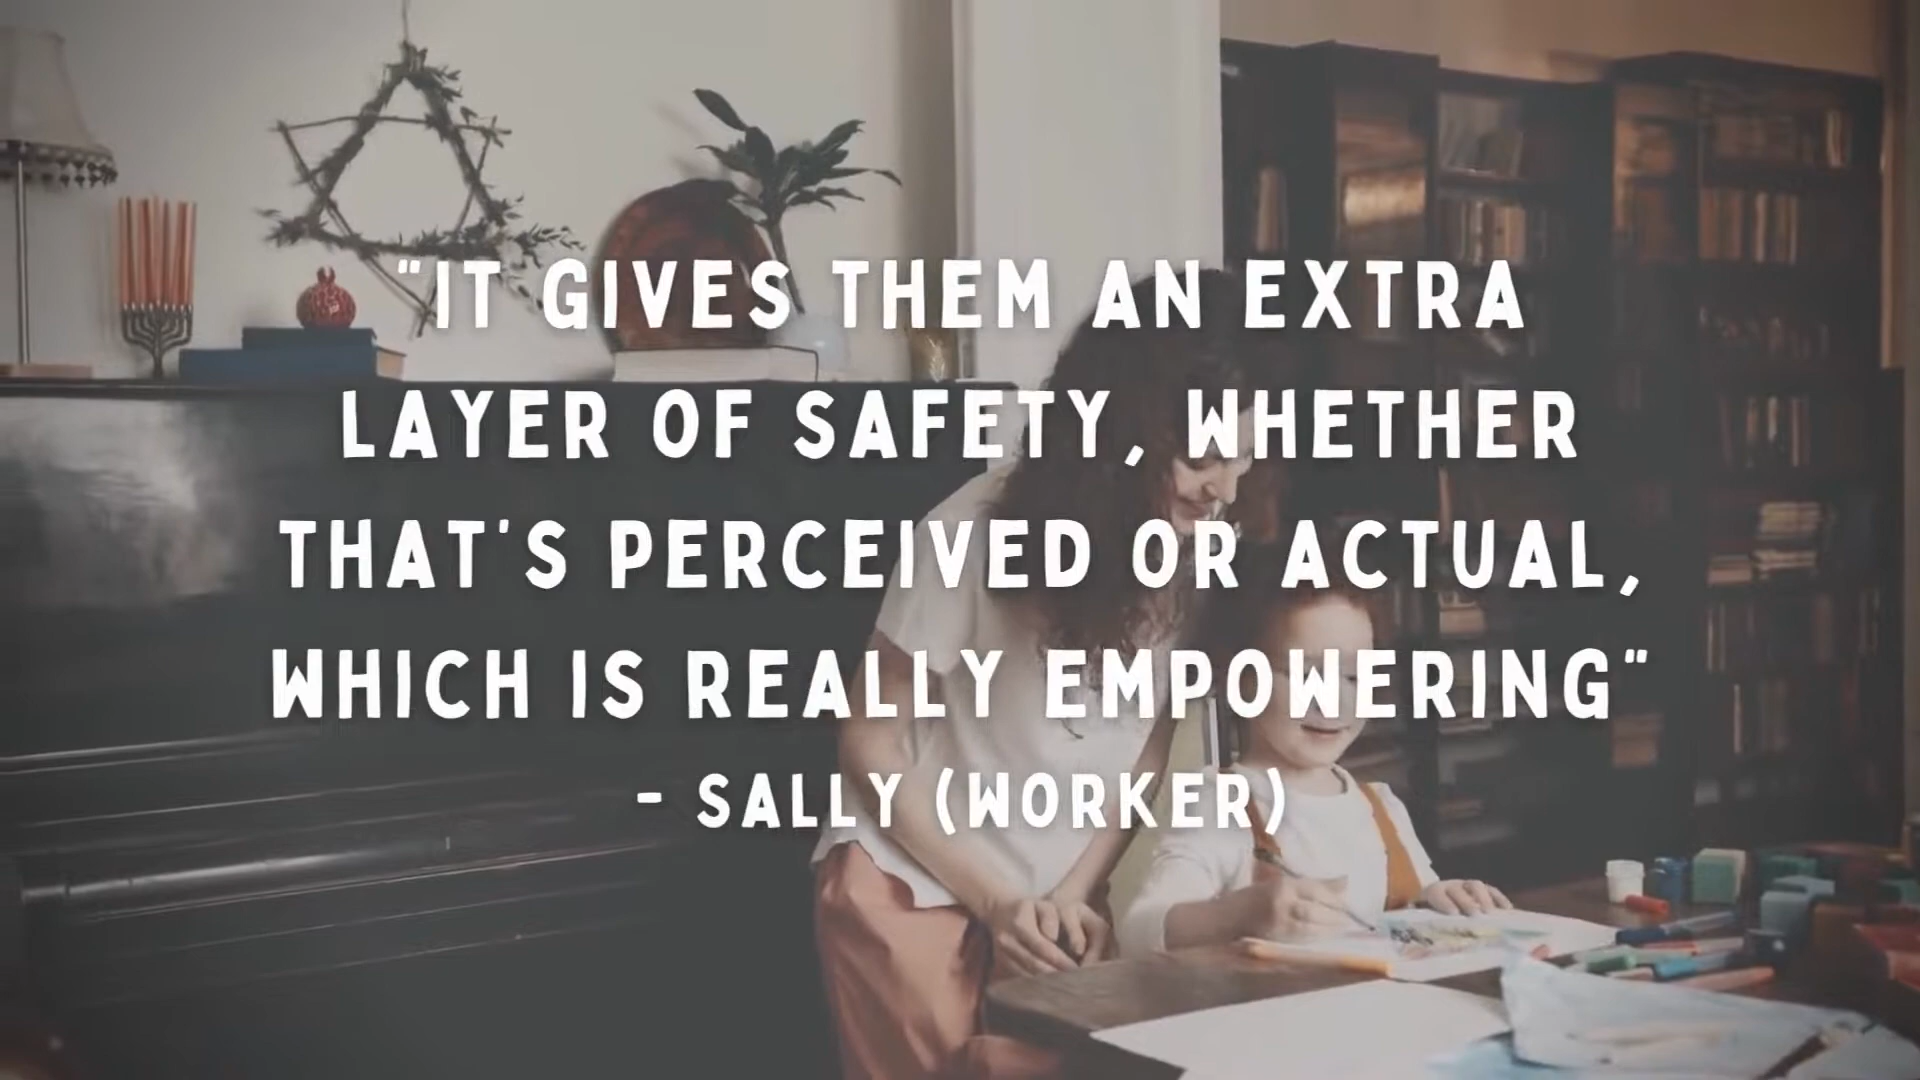 "IT GIVES THEM AN EXTRA
LAYER OF SAFETY, WHETHER
THAT'S PERCEIVED OR ACTUAL,
WHICH IS REALLY EMPOWERING"
- SALLY (WORKER)